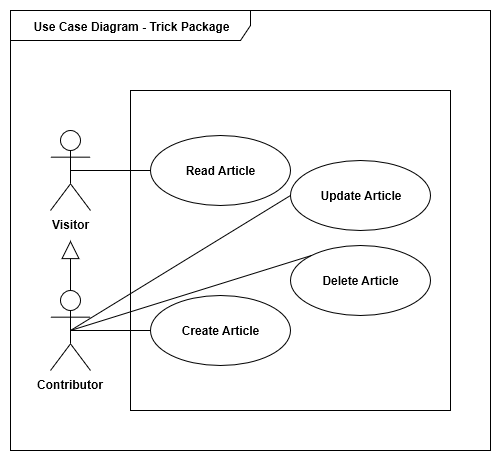 Use Case Diagram - Trick Package
Read Article
Update Article
Visitor
Delete Article
Create Article
Contributor